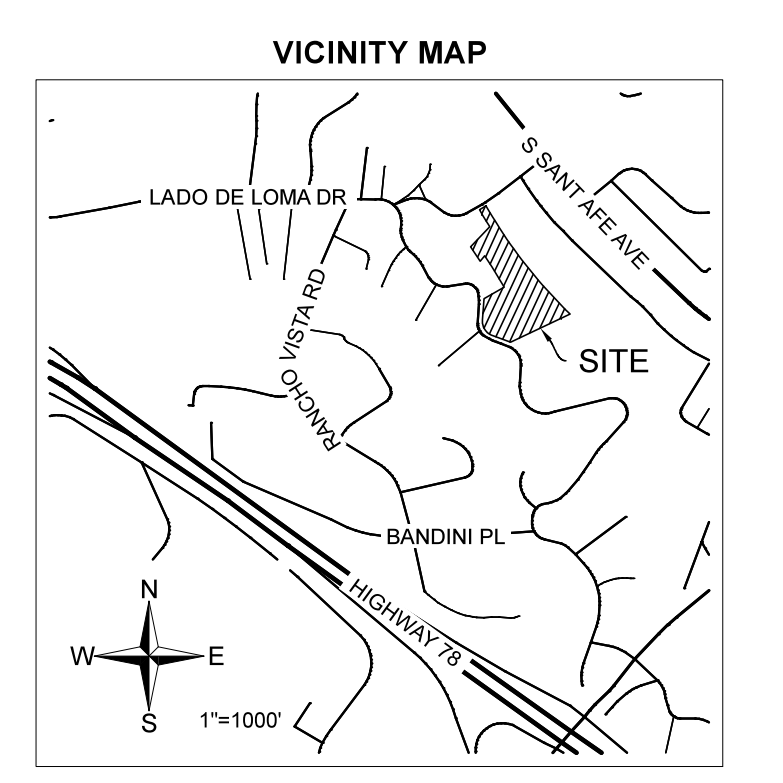 VICINITY MAP
S SANT AFE AVE
LADO DE LOMA DR
RANCHO VISTA RD
SITE
BANDINI PL
HIGHWAY 78
N
W E
S
1"=1000'